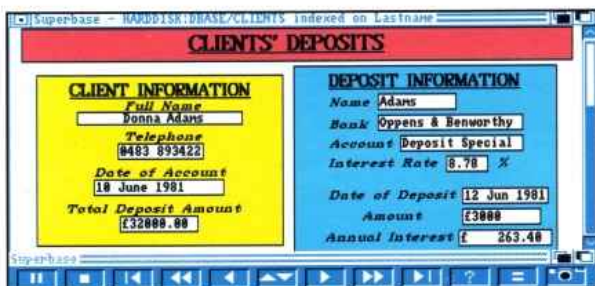 Superbase - HARDDISK:DBASE/CLIENTS indexed on Lastname
CLIENTS' DEPOSITS
CLIENT INFORMATION
Full Name
Donna Adams
Telephone
0483 893422
Date of Account
10 June 1981
Total Deposit Amount
£32000.00
DEPOSIT INFORMATION
Name Adams
Bank Oppens & Benworthy
Account Deposit Special
Interest Rate 8.78 %
Date of Deposit 12 Jun 1981
Amount £3000
Annual Interest £ 263.40
Superbase
? =